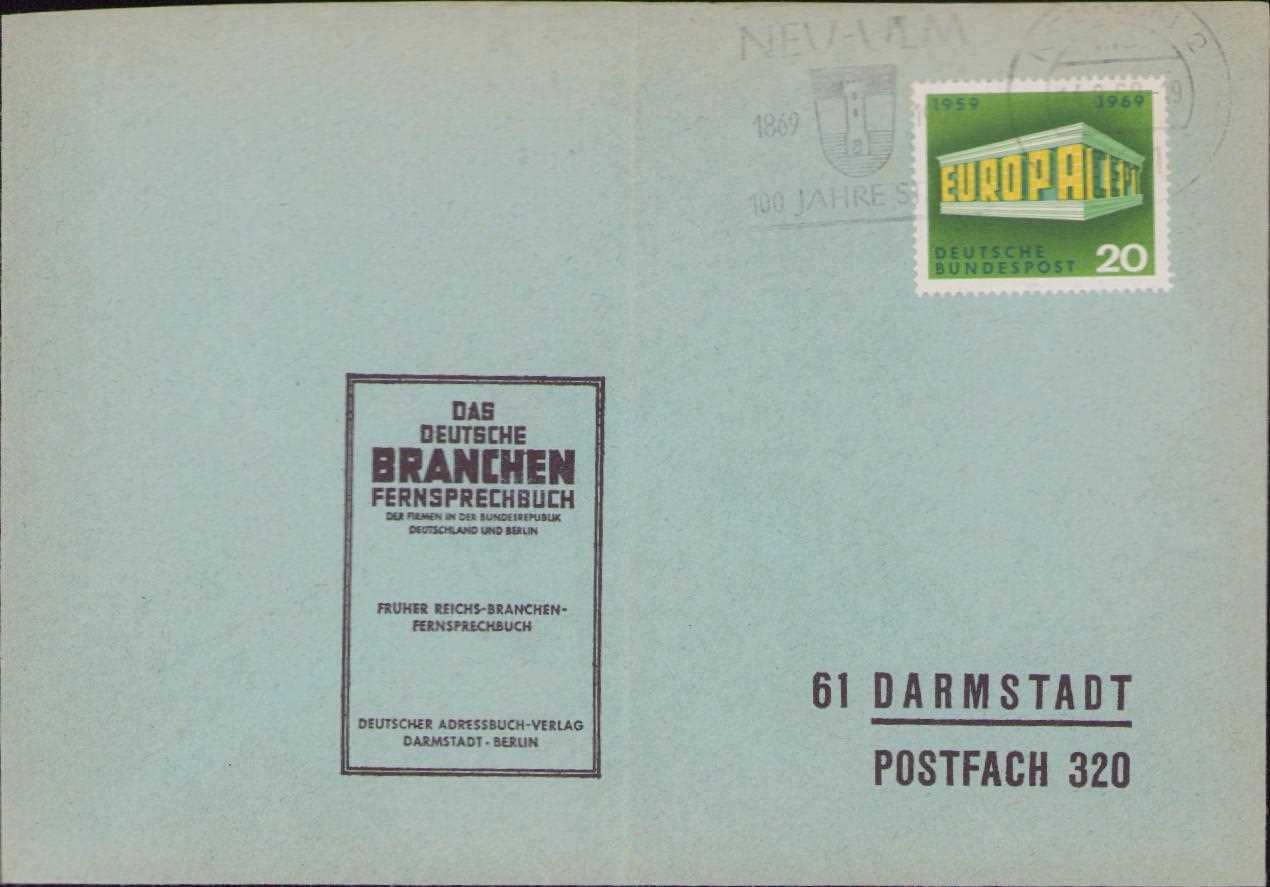 NEU-ULM
1869
100 JAHRE
1959 1969
EUROPA CEPT
DEUTSCHE
BUNDESPOST 20
DAS
DEUTSCHE
BRANCHEN
FERNSPRECHBUCH
DER FIRMEN IN DER BUNDESREPUBLIK
DEUTSCHLAND UND BERLIN
FRÜHER REICHS-BRANCHEN-
FERNSPRECHBUCH
DEUTSCHER ADRESSBUCH-VERLAG
DARMSTADT - BERLIN
61 DARMSTADT
POSTFACH 320